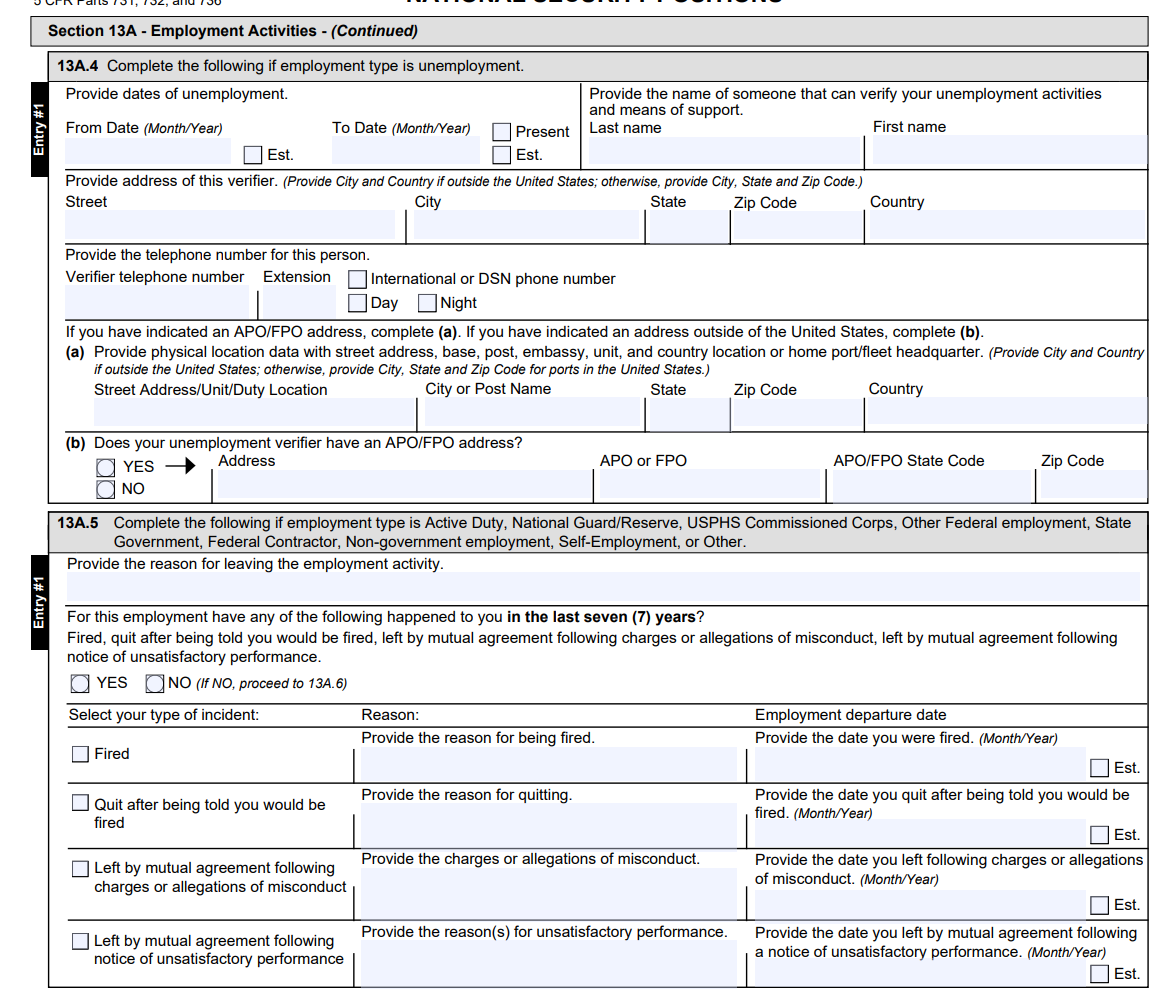 5 CFR Parts 731, 732, and 736
NATIONAL SECURITY POSITIONS
Section 13A - Employment Activities - (Continued)
13A.4 Complete the following if employment type is unemployment.
Entry #1
Provide dates of unemployment.
Provide the name of someone that can verify your unemployment activities
and means of support.
From Date (Month/Year)
To Date (Month/Year)
Present
Last name
First name
Est.
Est.
Provide address of this verifier. (Provide City and Country if outside the United States; otherwise, provide City, State and Zip Code.)
Street
City
State
Zip Code
Country
Provide the telephone number for this person.
Verifier telephone number
Extension
International or DSN phone number
Day
Night
If you have indicated an APO/FPO address, complete (a). If you have indicated an address outside of the United States, complete (b).
(a) Provide physical location data with street address, base, post, embassy, unit, and country location or home port/fleet headquarter. (Provide City and Country
if outside the United States; otherwise, provide City, State and Zip Code for ports in the United States.)
Street Address/Unit/Duty Location
City or Post Name
State
Zip Code
Country
(b) Does your unemployment verifier have an APO/FPO address?
YES
Address
APO or FPO
APO/FPO State Code
Zip Code
NO
13A.5 Complete the following if employment type is Active Duty, National Guard/Reserve, USPHS Commissioned Corps, Other Federal employment, State
Government, Federal Contractor, Non-government employment, Self-Employment, or Other.
Entry #1
Provide the reason for leaving the employment activity.
For this employment have any of the following happened to you in the last seven (7) years?
Fired, quit after being told you would be fired, left by mutual agreement following charges or allegations of misconduct, left by mutual agreement following
notice of unsatisfactory performance.
YES
NO (If NO, proceed to 13A.6)
Select your type of incident:
Reason:
Employment departure date
Fired
Provide the reason for being fired.
Provide the date you were fired. (Month/Year)
Est.
Quit after being told you would be
fired
Provide the reason for quitting.
Provide the date you quit after being told you would be
fired. (Month/Year)
Est.
Left by mutual agreement following
charges or allegations of misconduct
Provide the charges or allegations of misconduct.
Provide the date you left following charges or allegations
of misconduct. (Month/Year)
Est.
Left by mutual agreement following
notice of unsatisfactory performance
Provide the reason(s) for unsatisfactory performance.
Provide the date you left by mutual agreement following
a notice of unsatisfactory performance. (Month/Year)
Est.